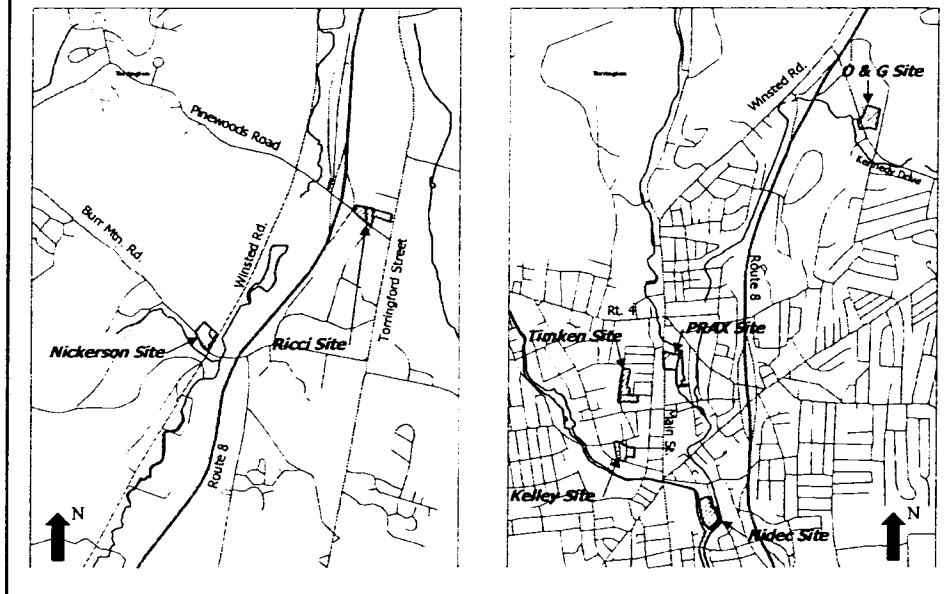 Torrington
Pinewoods Road
Burr Mtn. Rd.
Winsted Rd.
Torringford Street
Nickerson Site
Ricci Site
Route 8
N
Torrington
Winsted Rd.
O & G Site
Kennedy Drive
Route 8
Rt. 4
PRAX Site
Timken Site
Main St.
Kelley Site
Nidec Site
N